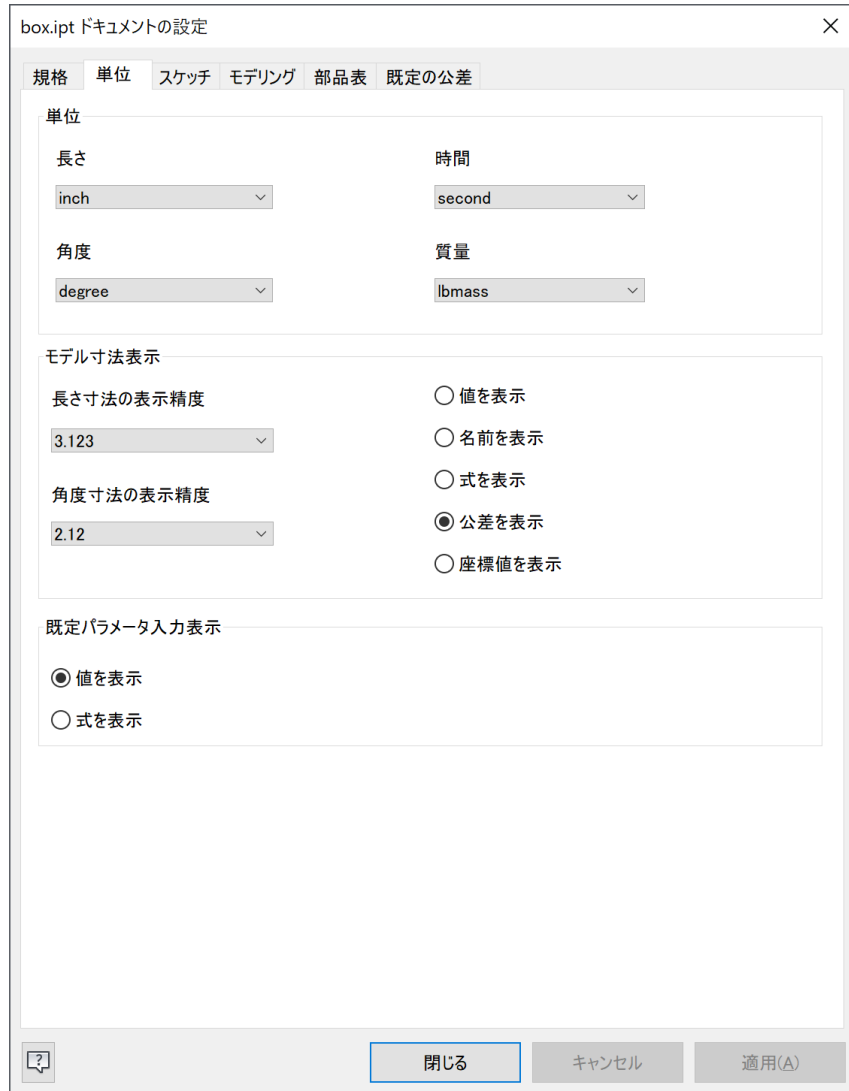 box.ipt ドキュメントの設定
規格 単位 スケッチ モデリング 部品表 既定の公差
単位
長さ 時間
inch second
角度 質量
degree lbmass
モデル寸法表示
長さ寸法の表示精度
3.123
角度寸法の表示精度
2.12
値を表示
名前を表示
式を表示
公差を表示
座標値を表示
既定パラメータ入力表示
値を表示
式を表示
? 閉じる キャンセル 適用(A)